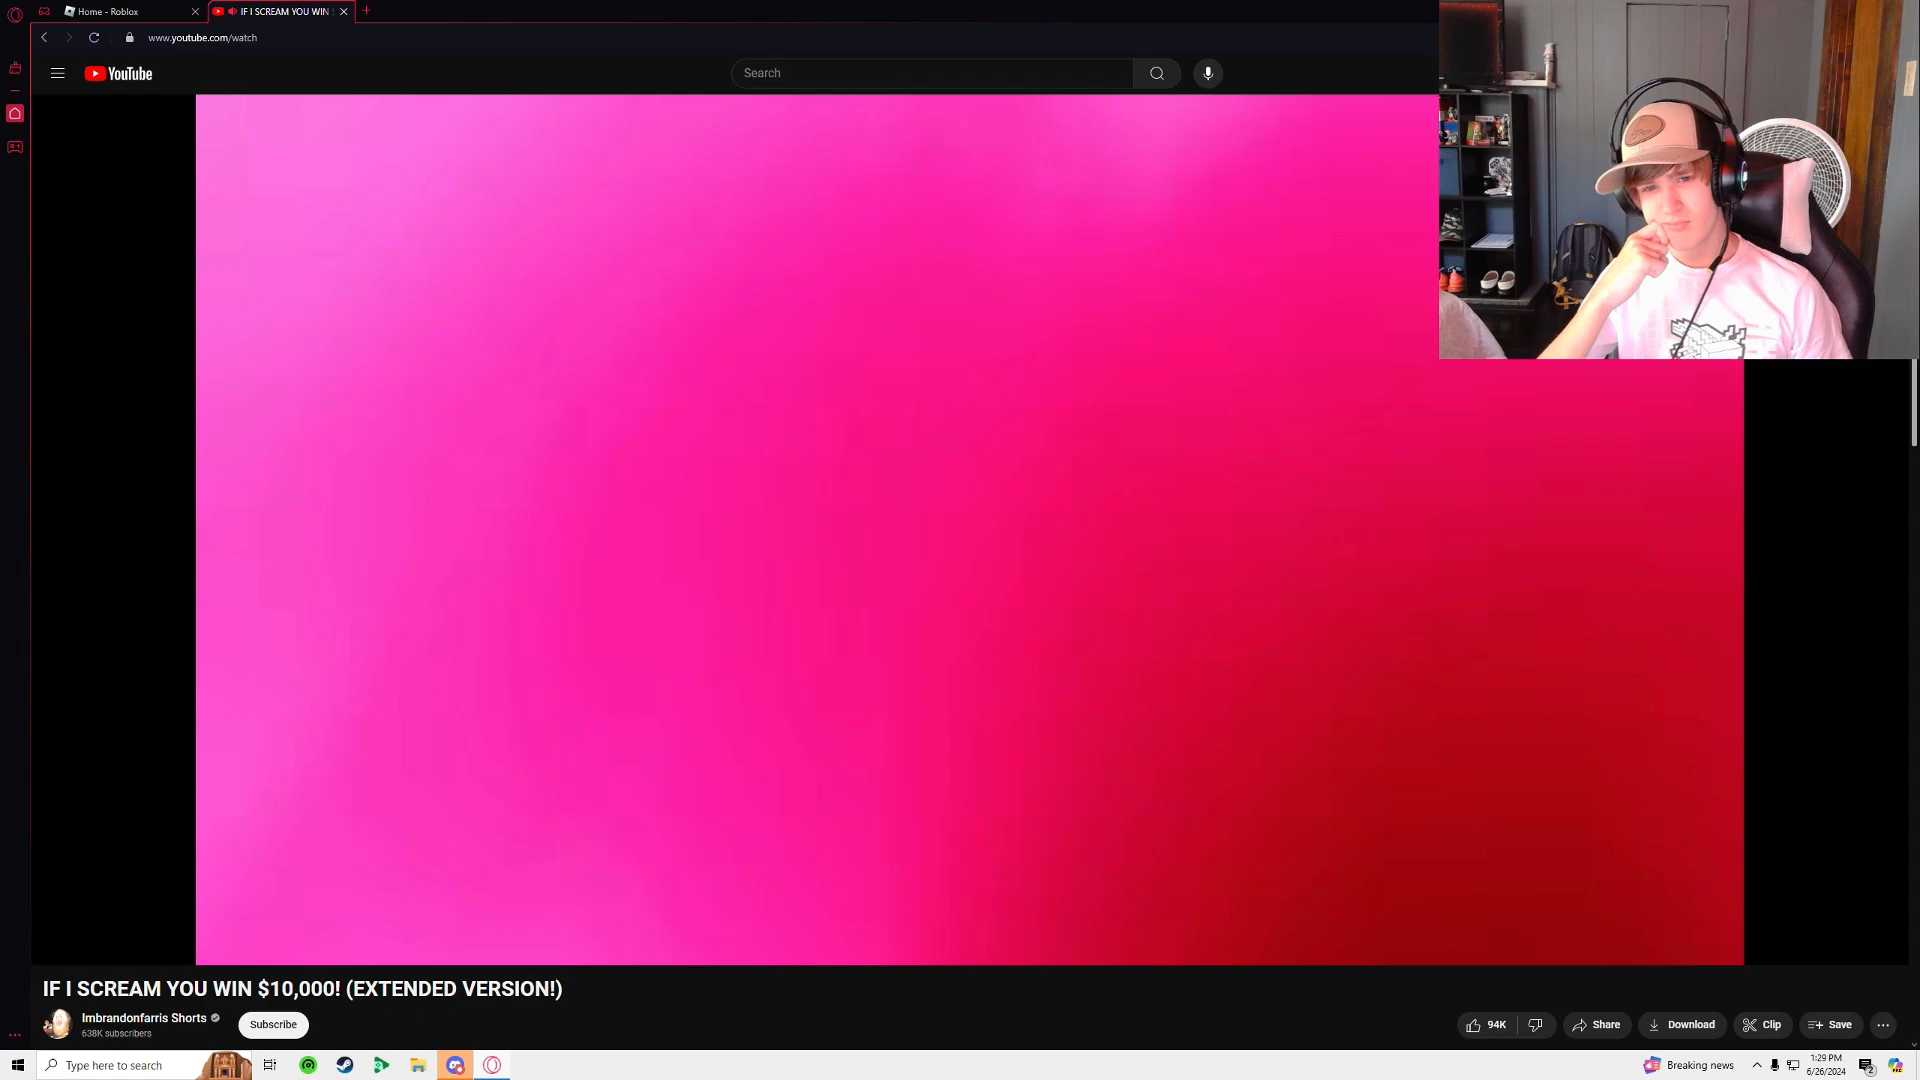 Home - Roblox
IF I SCREAM YOU WIN
www.youtube.com/watch
YouTube
Search
IF I SCREAM YOU WIN $10,000! (EXTENDED VERSION!)
Imbrandonfarris Shorts
638K subscribers
Subscribe
94K
Share
Download
Clip
Save
Type here to search
Breaking news
1:29 PM
6/26/2024
2